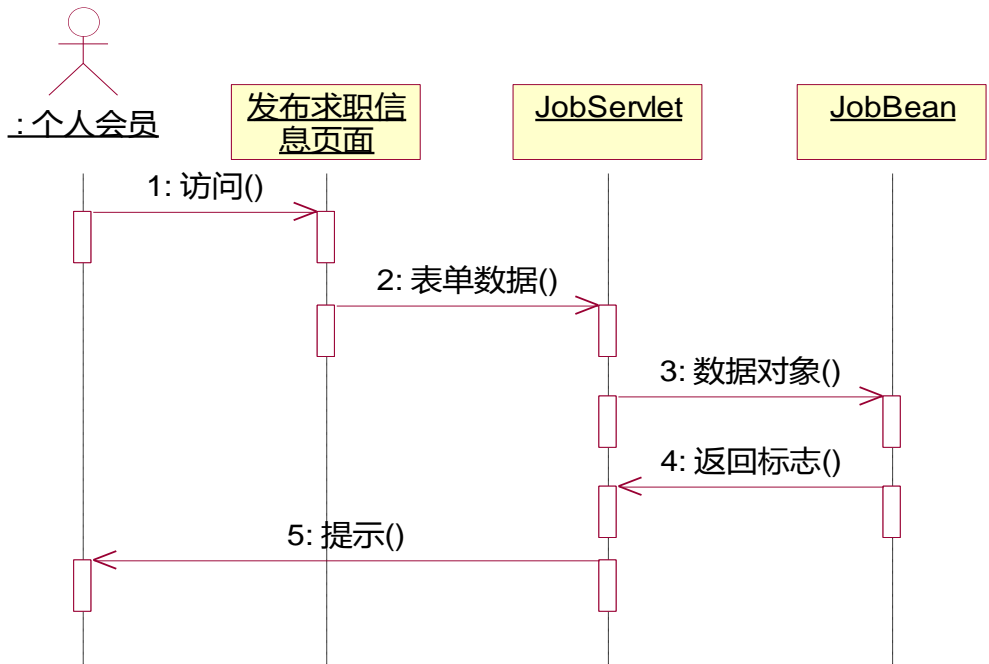 : 个人会员
发布求职信
息页面
JobServlet
JobBean
1: 访问()
2: 表单数据()
3: 数据对象()
4: 返回标志()
5: 提示()